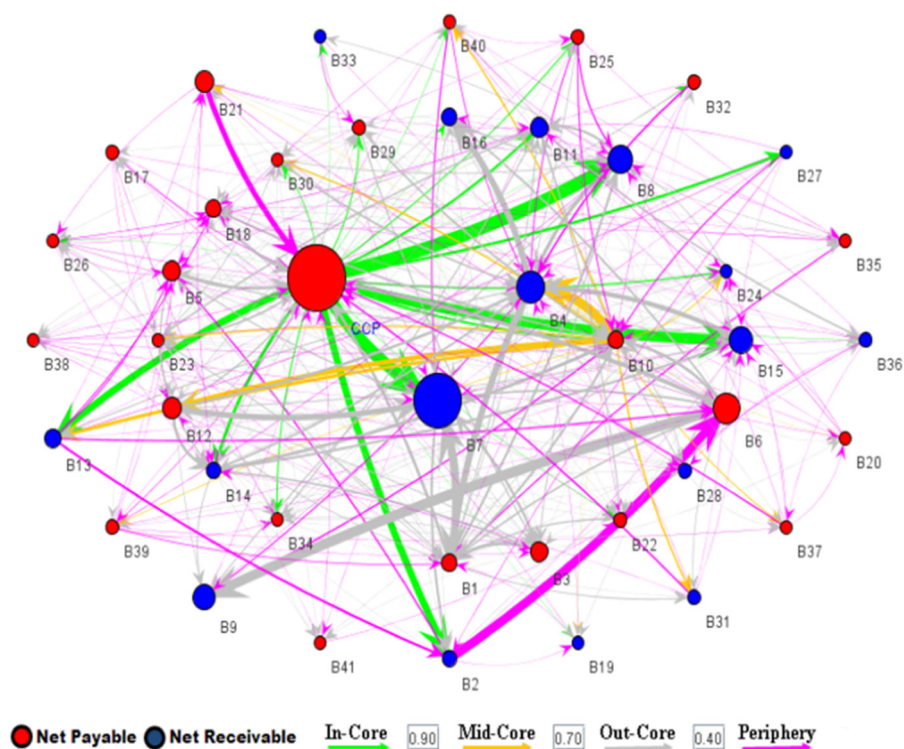 B40
B25
B33
B32
B21
B16
B29
B11
B8
B27
B17
B30
B18
B26
B35
B5
B24
CCP
B4
B10
B15
B36
B38
B23
B12
B7
B6
B13
B20
B14
B28
B39
B34
B22
B37
B1
B3
B9
B31
B41
B2
B19
Net Payable Net Receivable In-Core 0.90 Mid-Core 0.70 Out-Core 0.40 Periphery